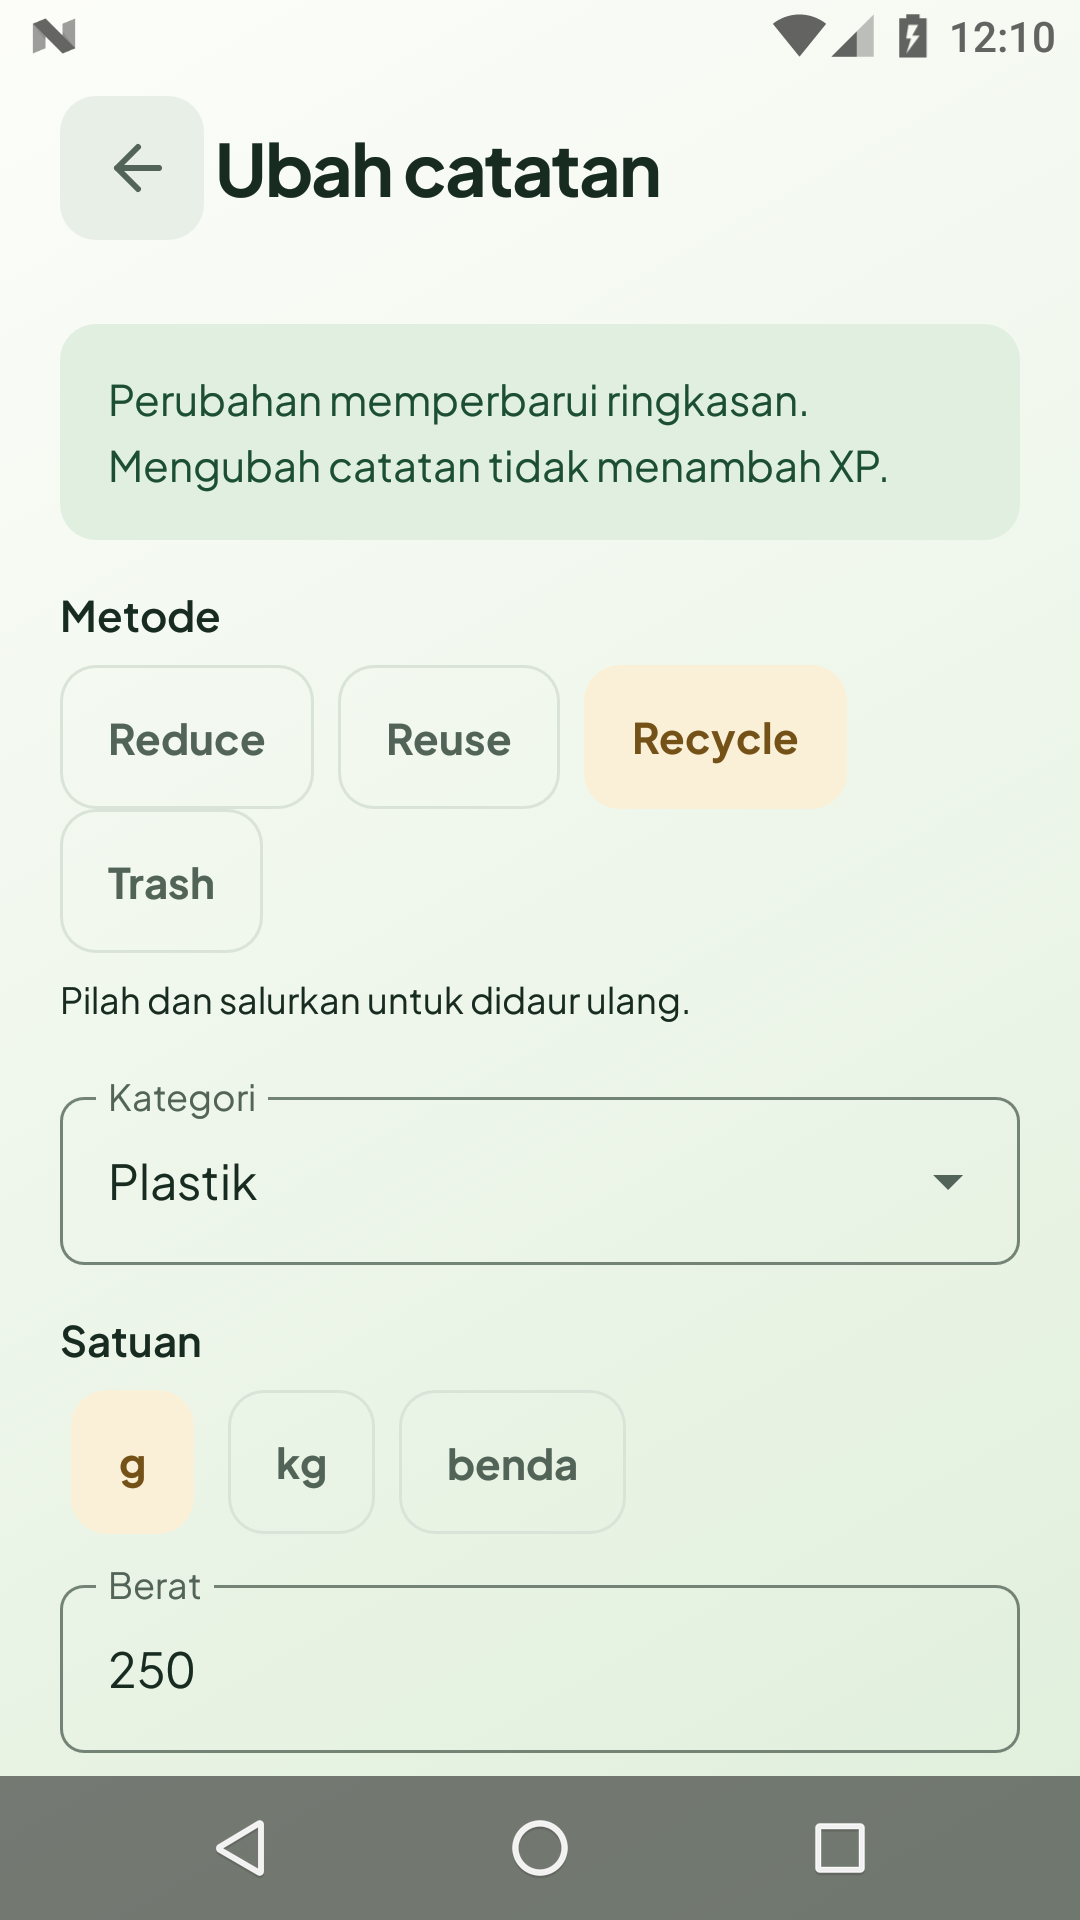 12:10
Ubah catatan
Perubahan memperbarui ringkasan.
Mengubah catatan tidak menambah XP.
Metode
Reduce Reuse Recycle
Trash
Pilah dan salurkan untuk didaur ulang.
Kategori
Plastik
Satuan
g kg benda
Berat
250